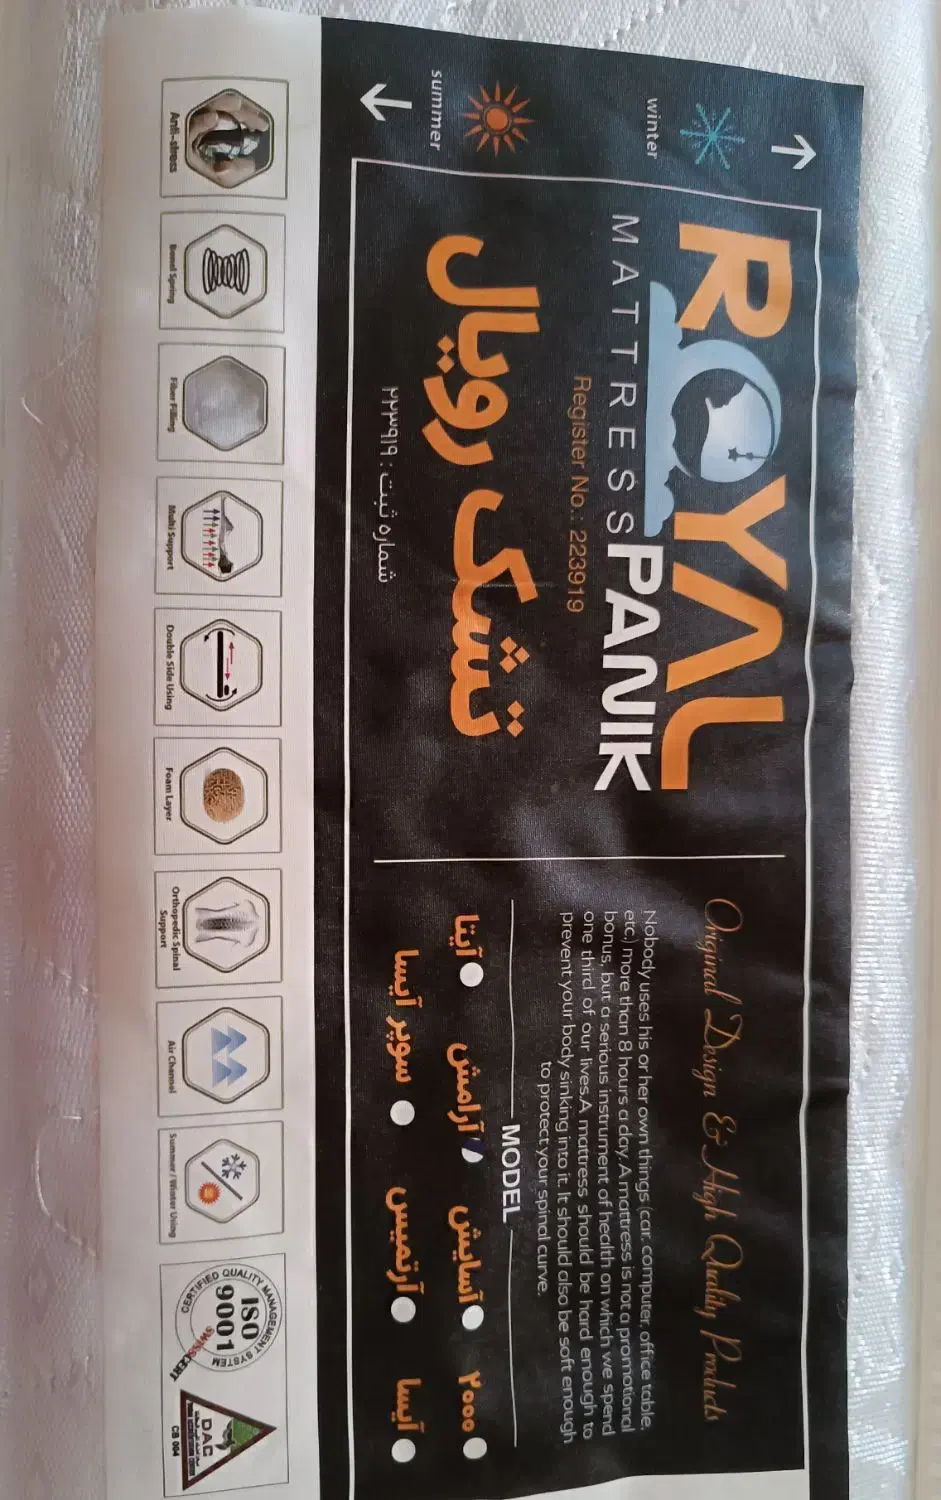 winter
summer
ROYAL
MATTRESS PANIK
Register No.: 223919
تشک رویال
شماره ثبت : ۲۲۳۹۱۹
Original Design & High Quality Products
Nobody uses his or her own things (car, computer, office table,
etc.) more than 8 hours a day. A mattress is not a promotional
bonus, but a serious instrument of health on which we spend
one third of our lives.A mattress should be hard enough to
prevent your body sinking into it. It should also be soft enough
to protect your spinal curve.
MODEL
۲۰۰۰ آسایش آرامش آیتا
آیسا آرتمیس سوپر آیسا
Anti-stress
Bonnel Spring
Fiber Filling
Multi Support
Double Side Using
Foam Layer
Orthopedic Spinal
Support
Air Channel
Summer / Winter Using
CERTIFIED QUALITY MANAGEMENT SYSTEM
ISO
9001
SWISSCERT
DAC
CB 004